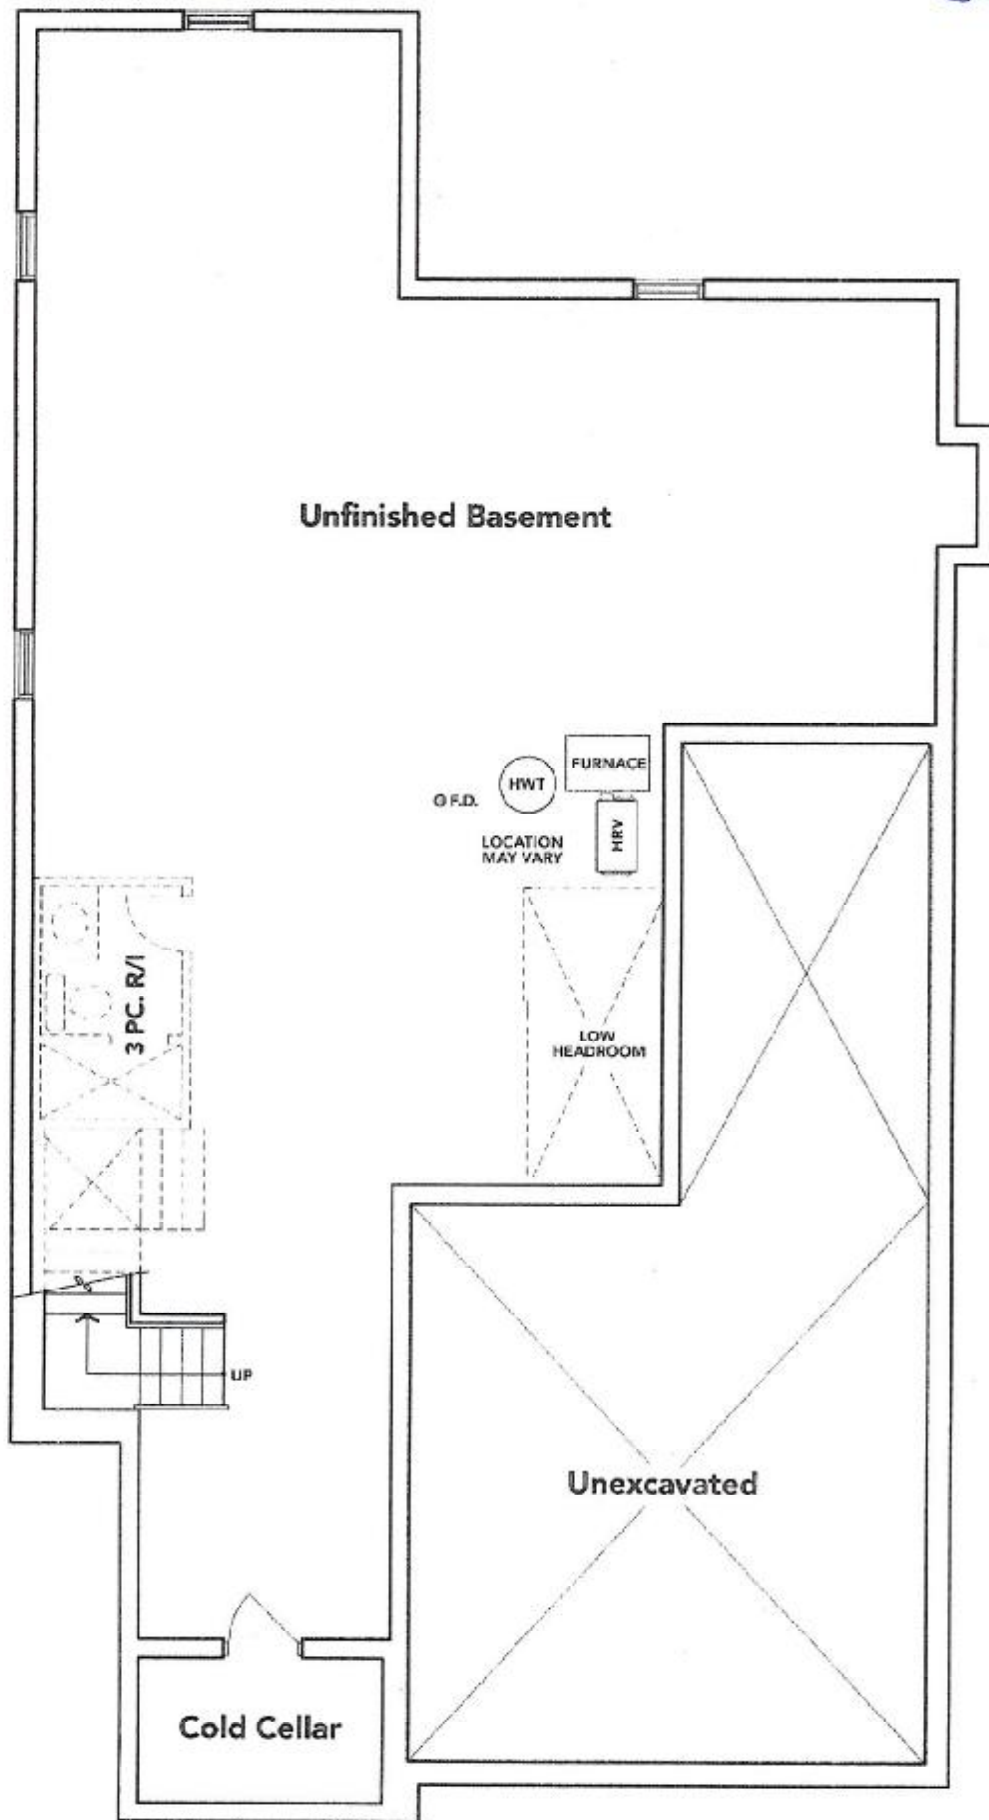 Unfinished Basement
FURNACE
HWT
F.D.
HRV
LOCATION
MAY VARY
3 PC. R/I
LOW
HEADROOM
UP
Unexcavated
Cold Cellar